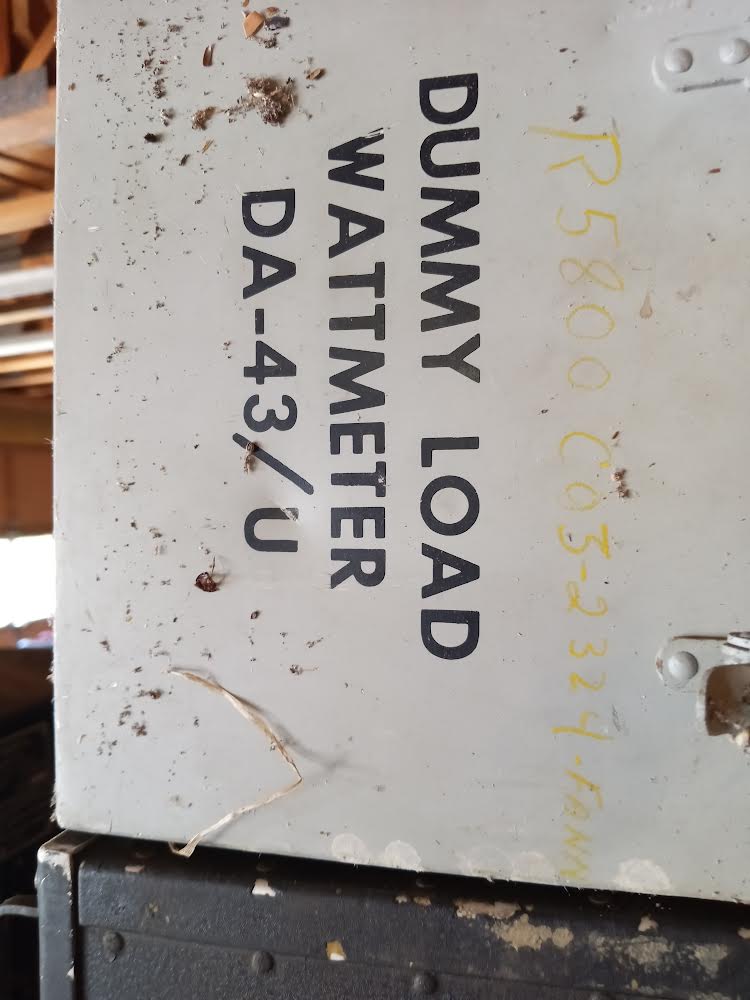 R5800 C03-2324
DUMMY LOAD
WATTMETER
DA-43/U